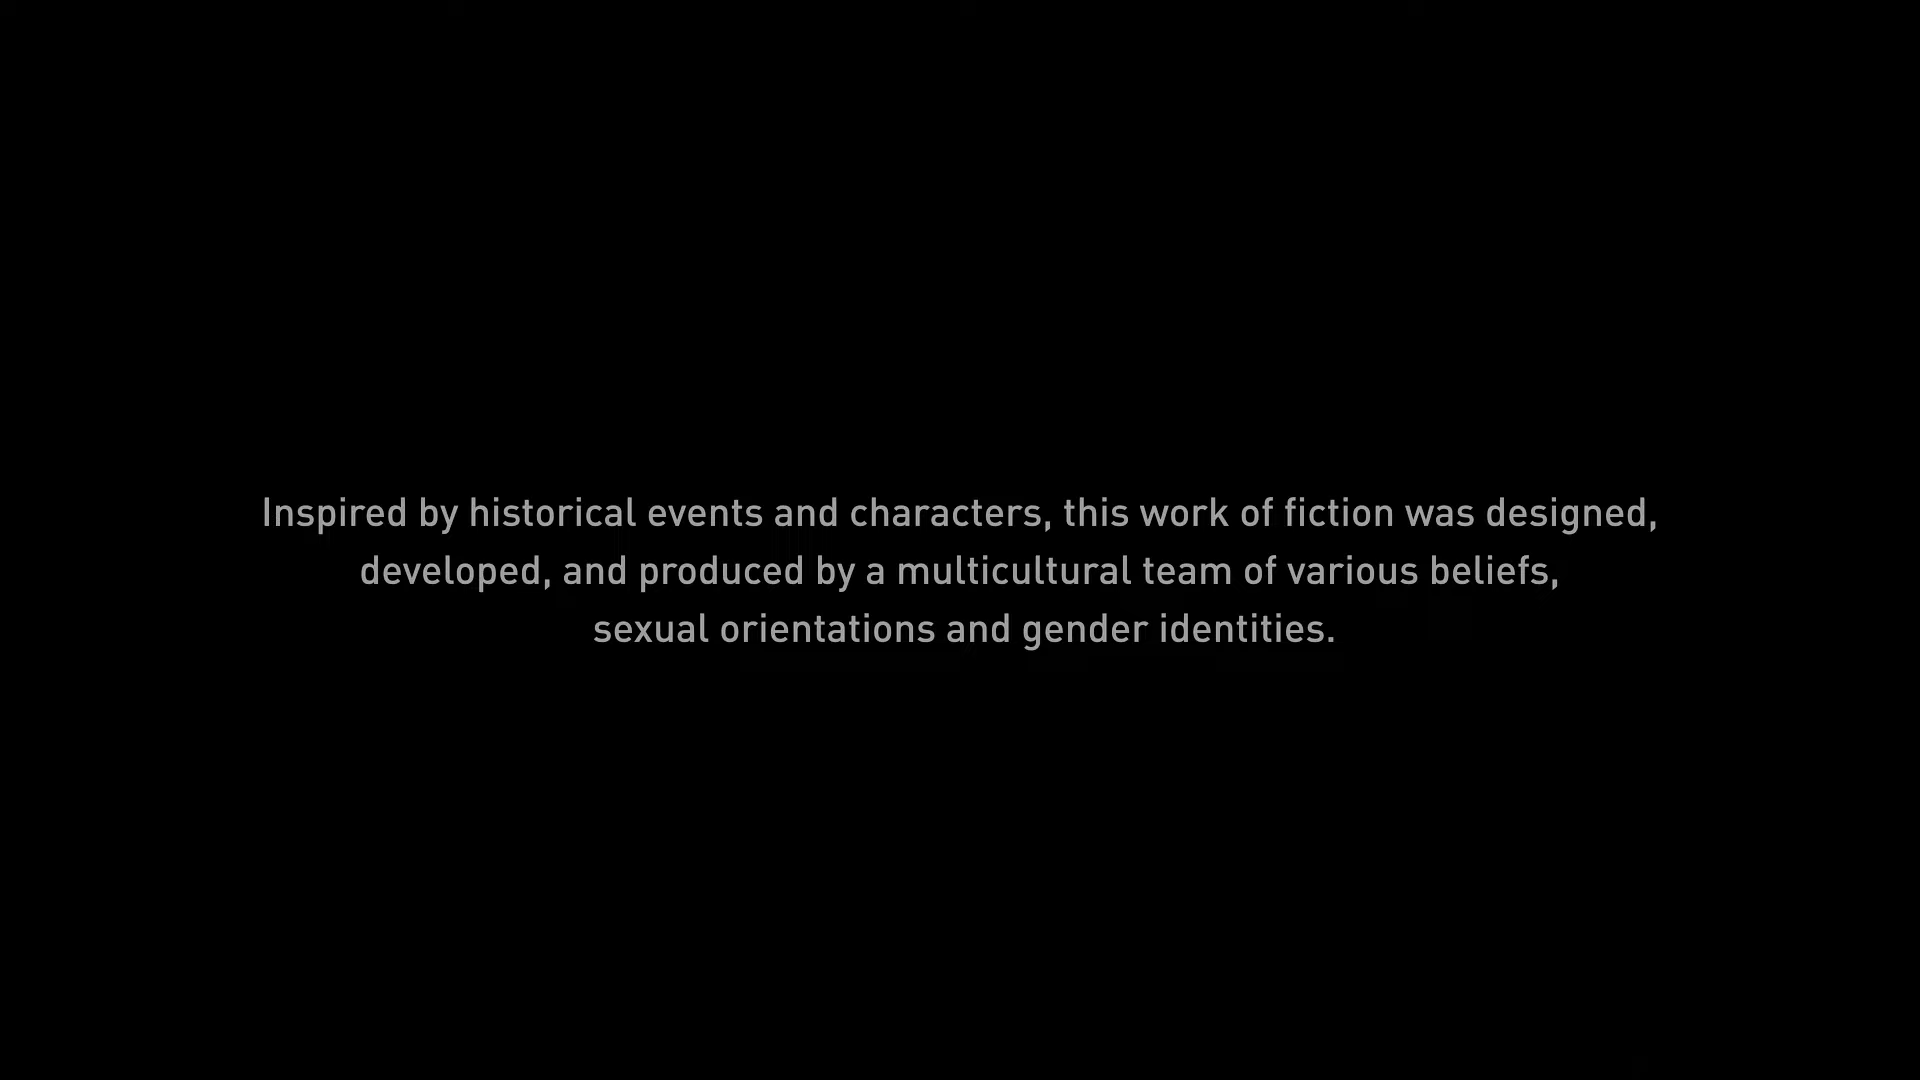 Inspired by historical events and characters, this work of fiction was designed,
developed, and produced by a multicultural team of various beliefs,
sexual orientations and gender identities.